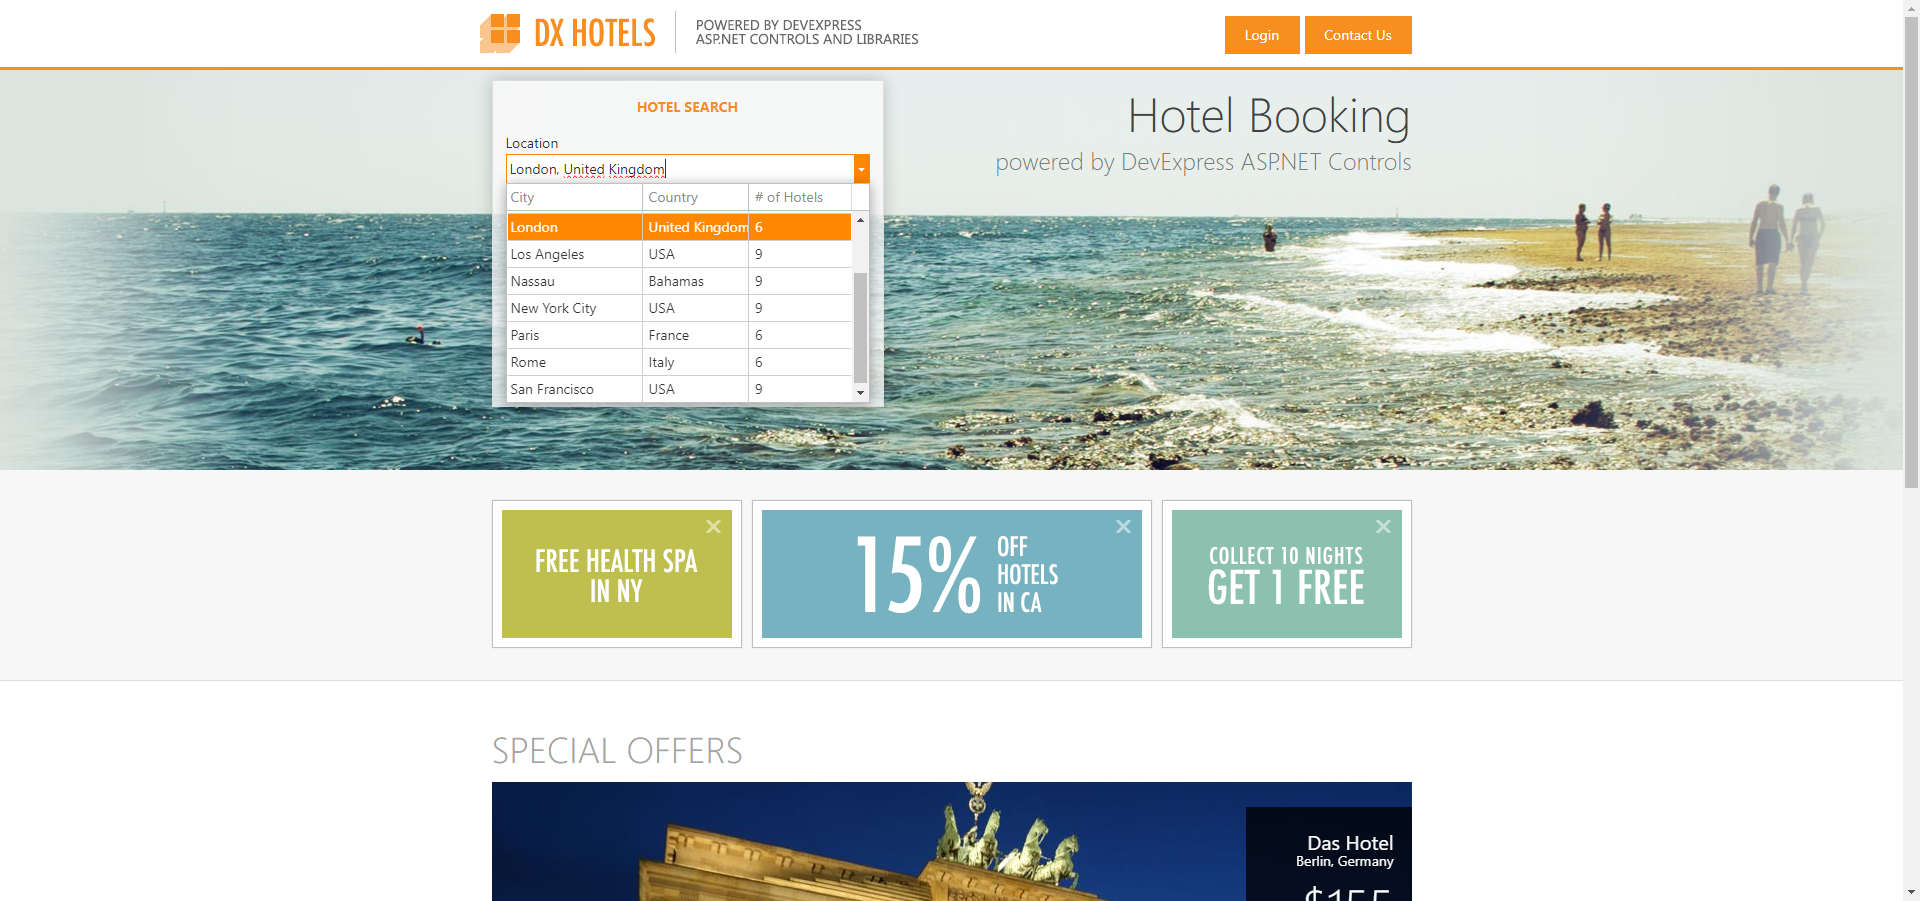 DX HOTELS
POWERED BY DEVEXPRESS
ASP.NET CONTROLS AND LIBRARIES
Login
Contact Us
HOTEL SEARCH
Location
London, United Kingdom
City Country # of Hotels
London United Kingdom 6
Los Angeles USA 9
Nassau Bahamas 9
New York City USA 9
Paris France 6
Rome Italy 6
San Francisco USA 9
Hotel Booking
powered by DevExpress ASP.NET Controls
FREE HEALTH SPA
IN NY
15%
OFF
HOTELS
IN CA
COLLECT 10 NIGHTS
GET 1 FREE
SPECIAL OFFERS
Das Hotel
Berlin, Germany
$155